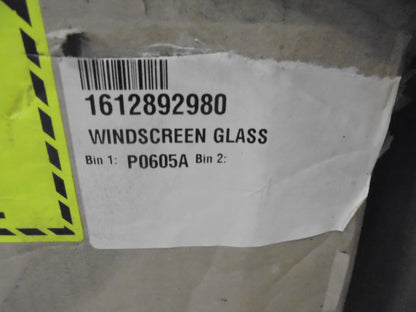 1612892980
WINDSCREEN GLASS
Bin 1: P0605A Bin 2: